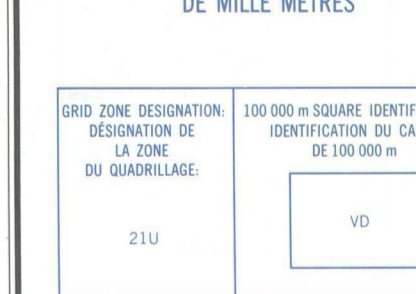 DE MILLE MÈTRES
GRID ZONE DESIGNATION:
DÉSIGNATION DE
LA ZONE
DU QUADRILLAGE:
21U
100 000 m SQUARE IDENTIF
IDENTIFICATION DU CA
DE 100 000 m
VD